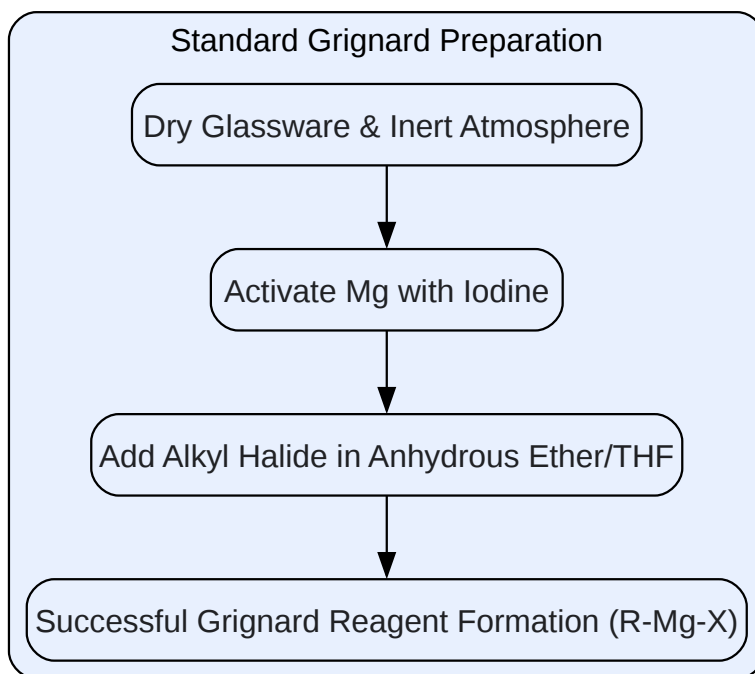 Standard Grignard Preparation
Dry Glassware & Inert Atmosphere
Activate Mg with Iodine
Add Alkyl Halide in Anhydrous Ether/THF
Successful Grignard Reagent Formation (R-Mg-X)